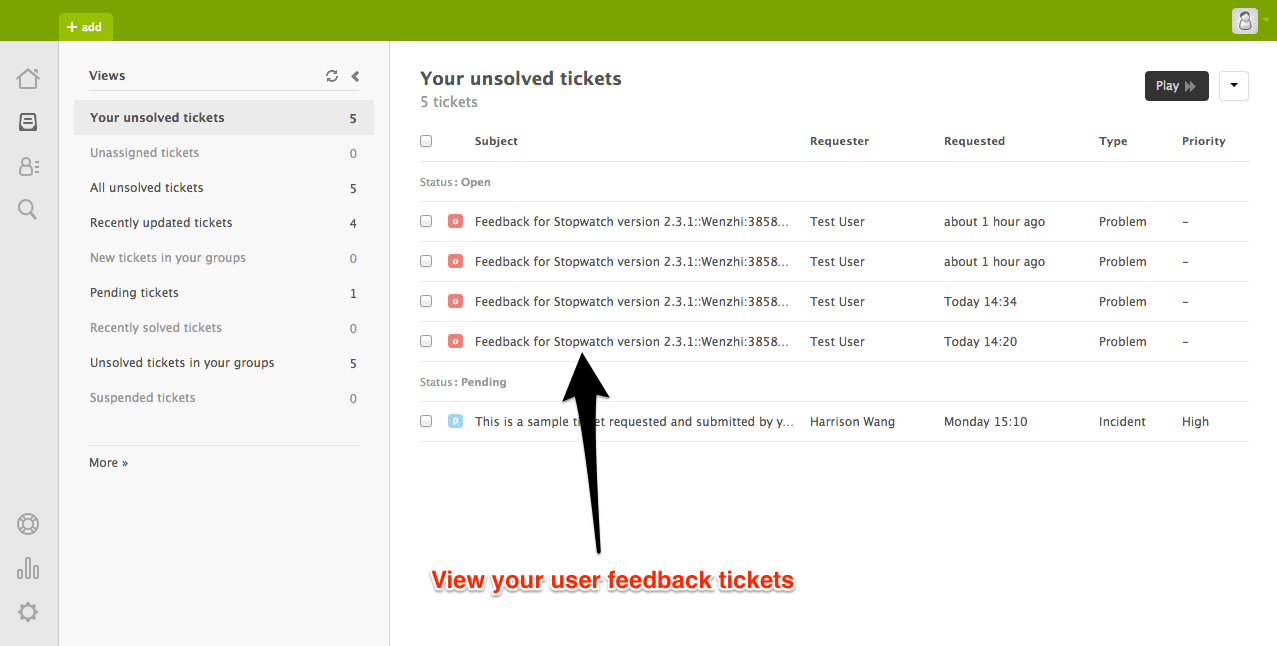 + add
Views
Your unsolved tickets 5
Unassigned tickets 0
All unsolved tickets 5
Recently updated tickets 4
New tickets in your groups 0
Pending tickets 1
Recently solved tickets 0
Unsolved tickets in your groups 5
Suspended tickets 0
More »
Your unsolved tickets
5 tickets
Play
Subject Requester Requested Type Priority
Status : Open
o Feedback for Stopwatch version 2.3.1::Wenzhi:3858... Test User about 1 hour ago Problem –
o Feedback for Stopwatch version 2.3.1::Wenzhi:3858... Test User about 1 hour ago Problem –
o Feedback for Stopwatch version 2.3.1::Wenzhi:3858... Test User Today 14:34 Problem –
o Feedback for Stopwatch version 2.3.1::Wenzhi:3858... Test User Today 14:20 Problem –
Status : Pending
p This is a sample requested and submitted by y... Harrison Wang Monday 15:10 Incident High
View your user feedback tickets